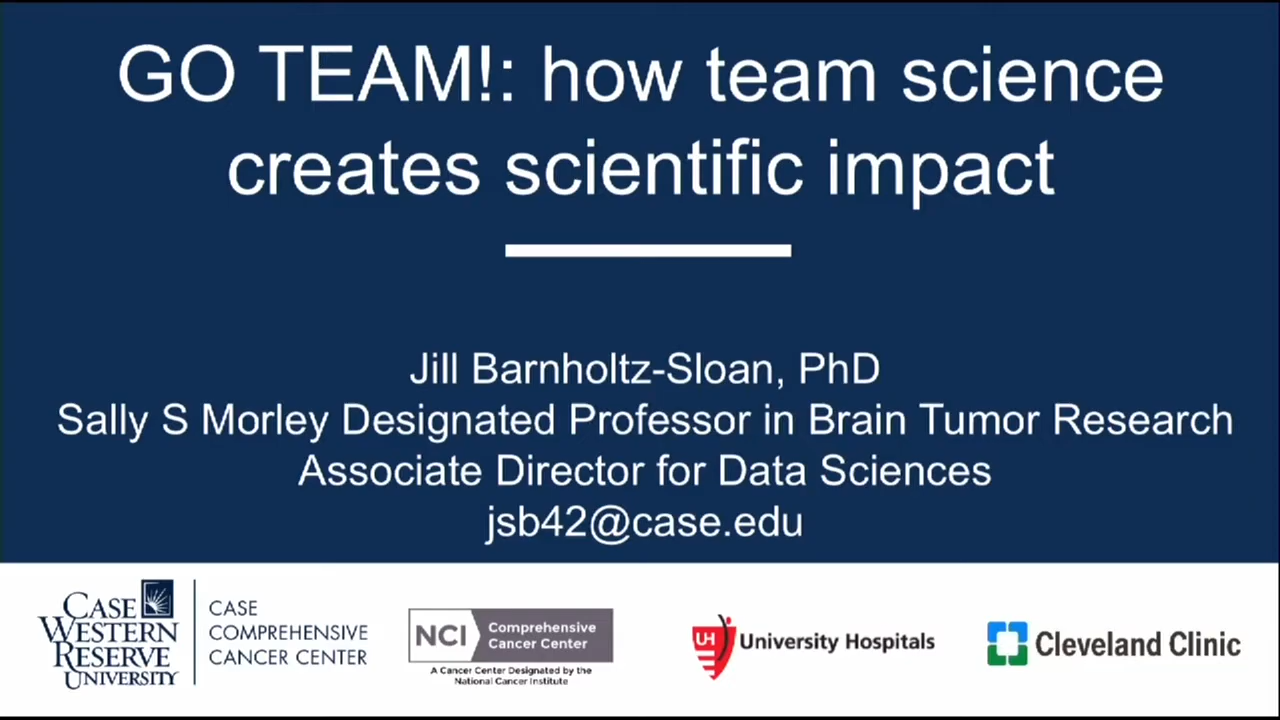 GO TEAM!: how team science
creates scientific impact
Jill Barnholtz-Sloan, PhD
Sally S Morley Designated Professor in Brain Tumor Research
Associate Director for Data Sciences
jsb42@case.edu
CASE
WESTERN
RESERVE
UNIVERSITY
CASE
COMPREHENSIVE
CANCER CENTER
NCI
Comprehensive
Cancer Center
A Cancer Center Designated by the
National Cancer Institute
UH
University Hospitals
Cleveland Clinic